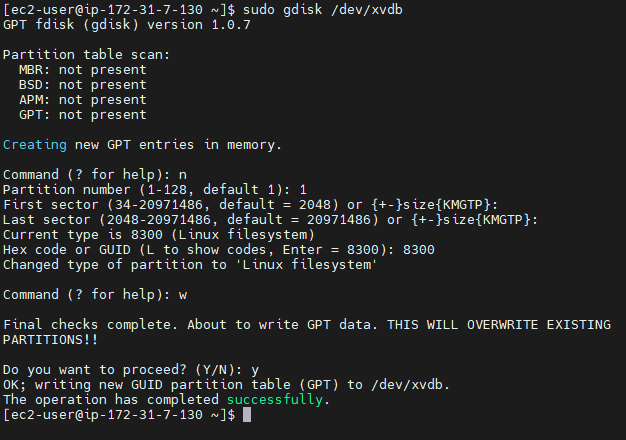 [ec2-user@ip-172-31-7-130 ~]$ sudo gdisk /dev/xvdb
GPT fdisk (gdisk) version 1.0.7

Partition table scan:
  MBR: not present
  BSD: not present
  APM: not present
  GPT: not present

Creating new GPT entries in memory.

Command (? for help): n
Partition number (1-128, default 1): 1
First sector (34-20971486, default = 2048) or {+-}size{KMGTP}:
Last sector (2048-20971486, default = 20971486) or {+-}size{KMGTP}:
Current type is 8300 (Linux filesystem)
Hex code or GUID (L to show codes, Enter = 8300): 8300
Changed type of partition to 'Linux filesystem'

Command (? for help): w

Final checks complete. About to write GPT data. THIS WILL OVERWRITE EXISTING
PARTITIONS!!

Do you want to proceed? (Y/N): y
OK; writing new GUID partition table (GPT) to /dev/xvdb.
The operation has completed successfully.
[ec2-user@ip-172-31-7-130 ~]$